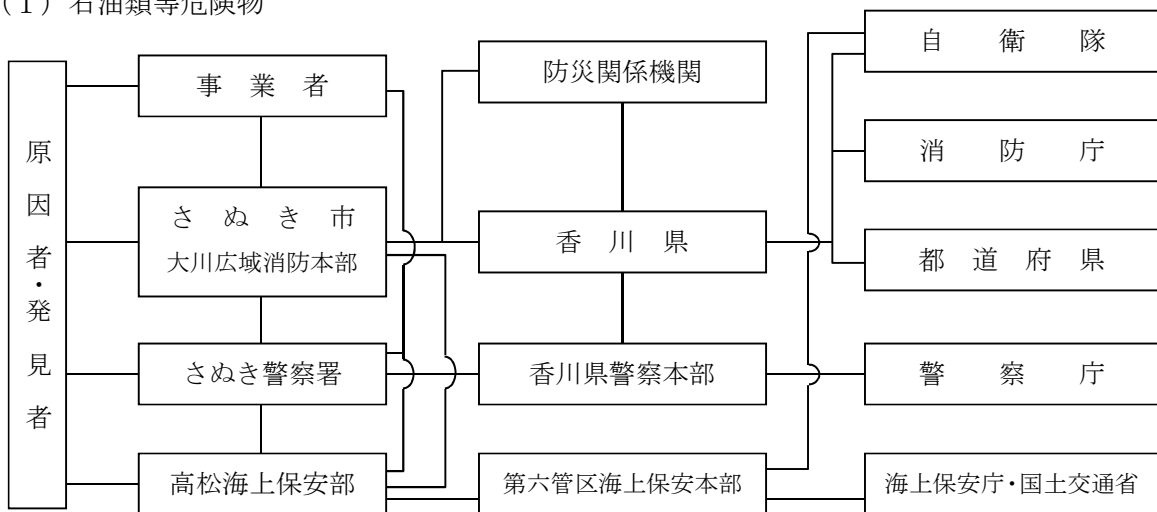 （１）石油類等危険物
原因者・発見者
事業者
さぬき市
大川広域消防本部
さぬき警察署
高松海上保安部
防災関係機関
香川県
香川県警察本部
第六管区海上保安本部
自衛隊
消防庁
都道府県
警察庁
海上保安庁・国土交通省